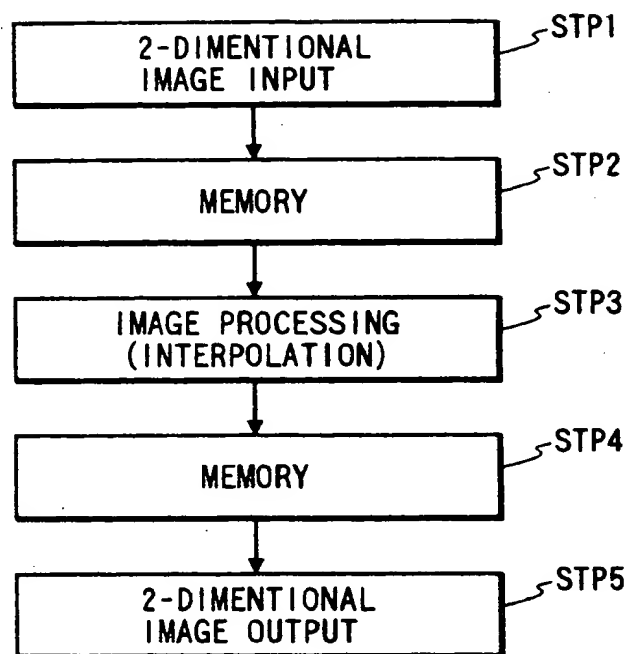 STP1
2-DIMENTIONAL
IMAGE INPUT
STP2
MEMORY
STP3
IMAGE PROCESSING
(INTERPOLATION)
STP4
MEMORY
STP5
2-DIMENTIONAL
IMAGE OUTPUT